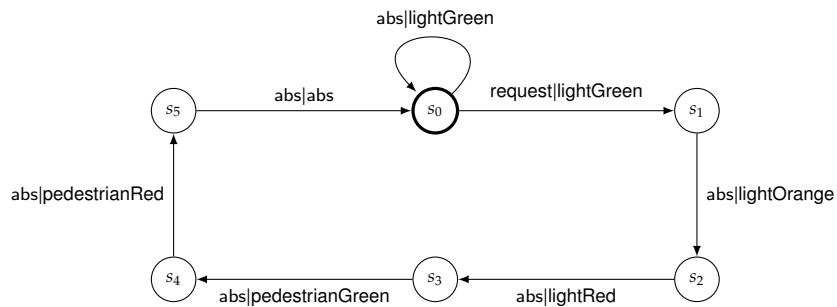 abs|lightGreen
abs|abs
request|lightGreen
s5
s0
s1
abs|pedestrianRed
abs|lightOrange
s4
s3
s2
abs|pedestrianGreen
abs|lightRed